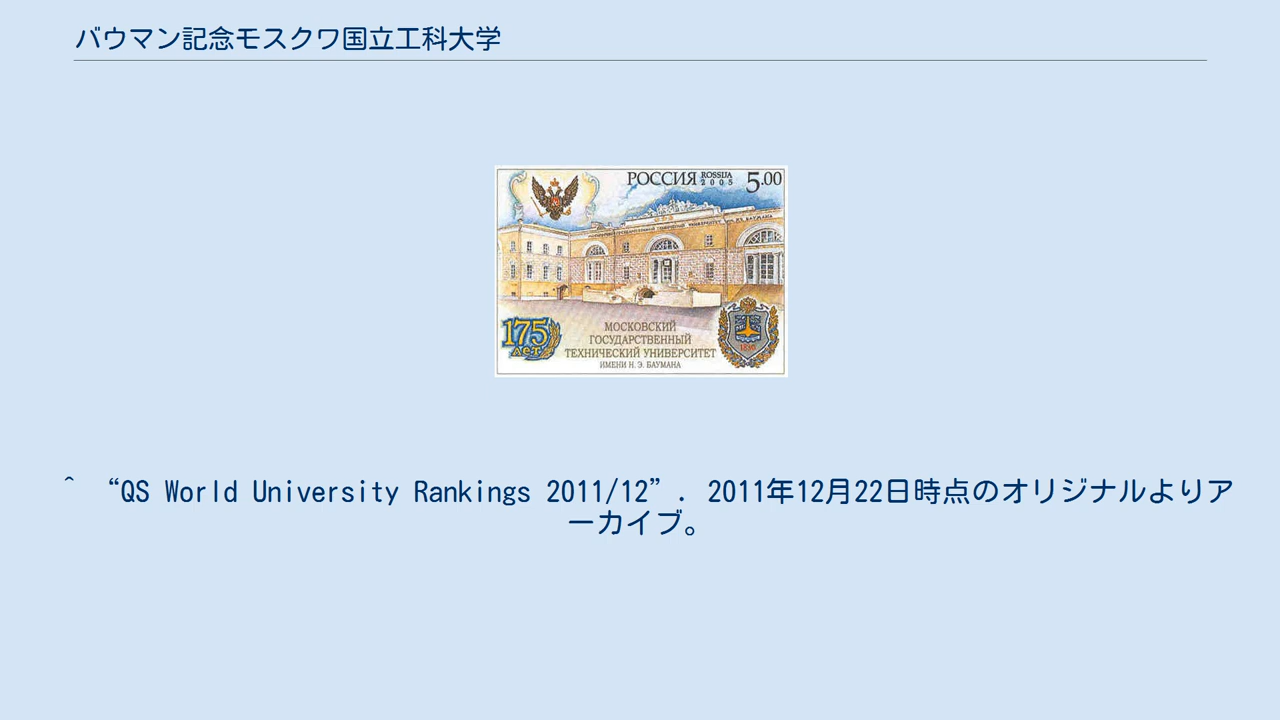 バウマン記念モスクワ国立工科大学
РОССИЯ ROSSIJA 2005 5.00
175 лет
МОСКОВСКИЙ
ГОСУДАРСТВЕННЫЙ
ТЕХНИЧЕСКИЙ УНИВЕРСИТЕТ
ИМЕНИ Н. Э. БАУМАНА
1830
^ “QS World University Rankings 2011/12”. 2011年12月22日時点のオリジナルよりア
ーカイブ。